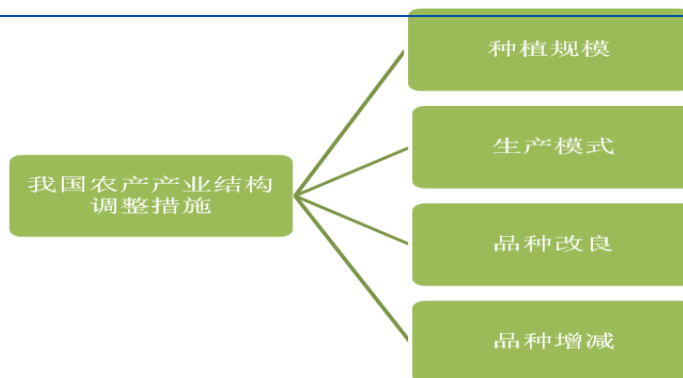 种植规模
生产模式
我国农产产业结构
调整措施
品种改良
品种增减